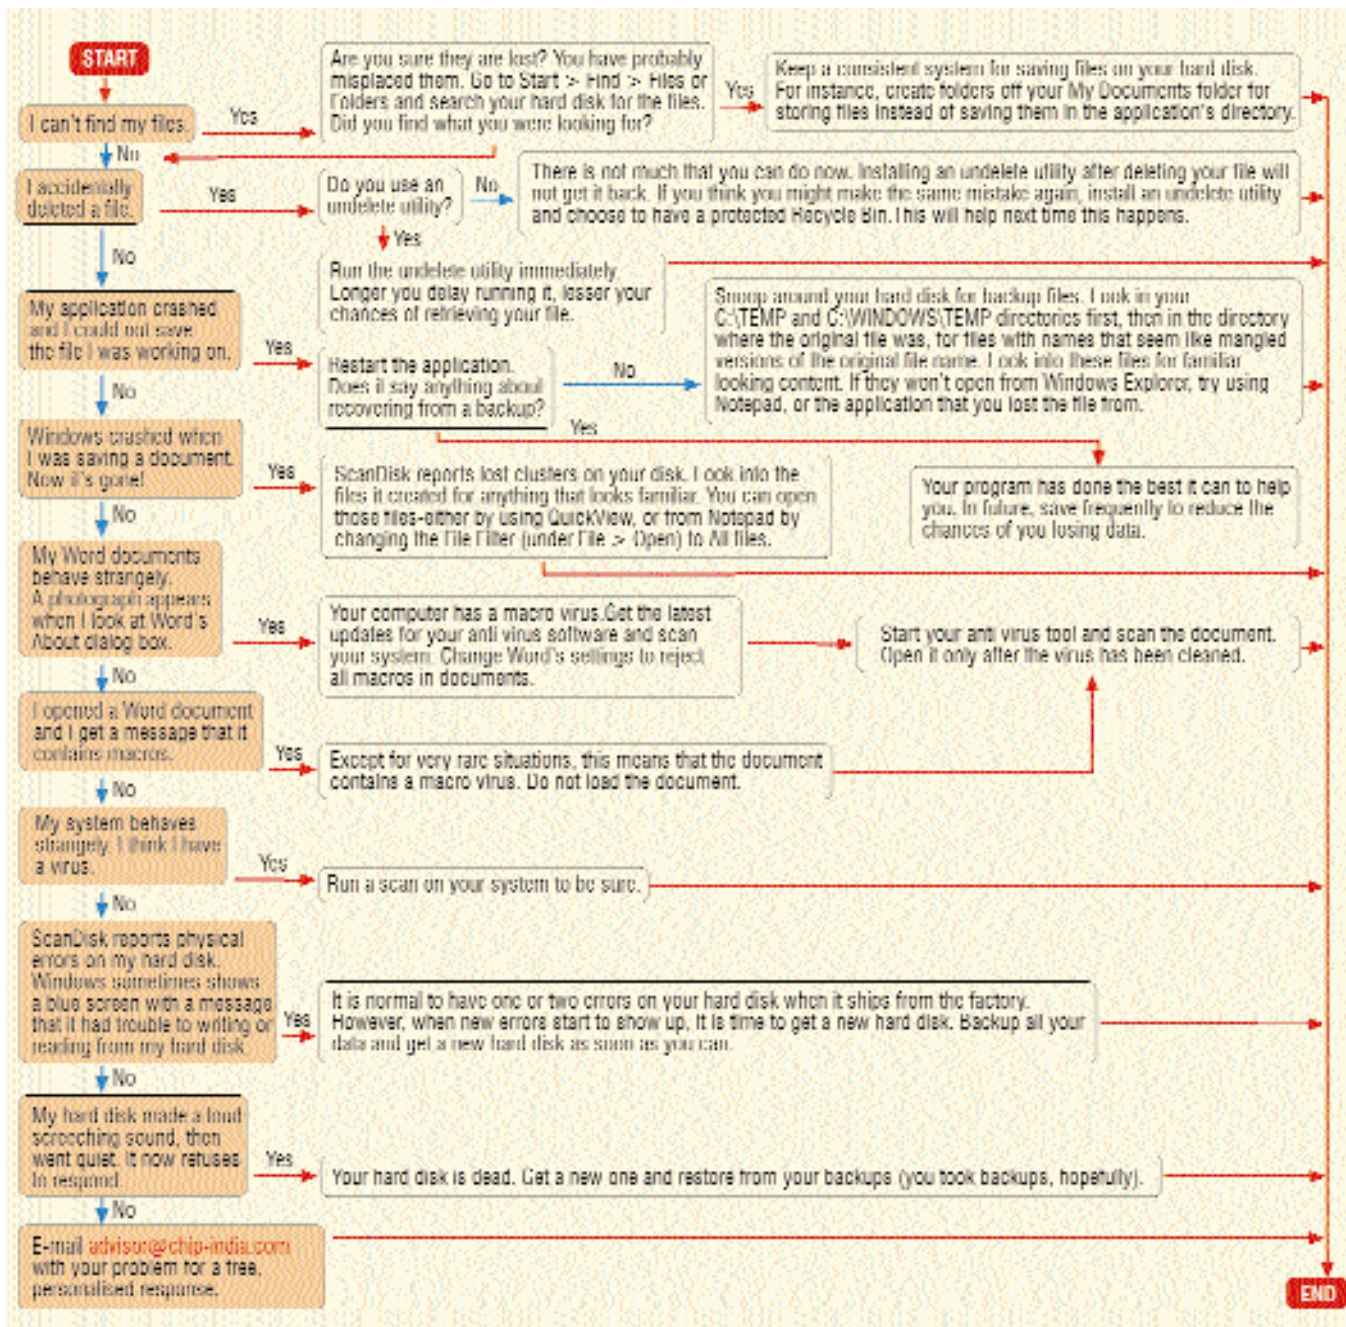 START
I can't find my files.
Yes
Are you sure they are lost? You have probably
misplaced them. Go to Start > Find > Files or
Folders and search your hard disk for the files.
Did you find what you were looking for?
Yes
Keep a consistent system for saving files on your hard disk.
For instance, create folders off your My Documents folder for
storing files instead of saving them in the application's directory.
No
I accidentally
deleted a file.
Yes
Do you use an
undelete utility?
No
There is not much that you can do now. Installing an undelete utility after deleting your file will
not get it back. If you think you might make the same mistake again, install an undelete utility
and choose to have a protected Recycle Bin. This will help next time this happens.
Yes
Run the undelete utility immediately.
Longer you delay running it, lesser your
chances of retrieving your file.
No
My application crashed
and I could not save
the file I was working on.
Yes
Restart the application.
Does it say anything about
recovering from a backup?
No
Snoop around your hard disk for backup files. Look in your
C:\TEMP and C:\WINDOWS\TEMP directories first, then in the directory
where the original file was, for files with names that seem like mangled
versions of the original file name. Look into these files for familiar
looking content. If they won't open from Windows Explorer, try using
Notepad, or the application that you lost the file from.
Yes
Your program has done the best it can to help
you. In future, save frequently to reduce the
chances of you losing data.
No
Windows crashed when
I was saving a document.
Now it's gone!
Yes
ScanDisk reports lost clusters on your disk. Look into the
files it created for anything that looks familiar. You can open
those files-either by using QuickView, or from Notepad by
changing the File Filter (under File > Open) to All files.
No
My Word documents
behave strangely.
A photograph appears
when I look at Word's
About dialog box.
Yes
Your computer has a macro virus.Get the latest
updates for your anti virus software and scan
your system. Change Word's settings to reject
all macros in documents.
Start your anti virus tool and scan the document.
Open it only after the virus has been cleaned.
No
I opened a Word document
and I get a message that it
contains macros.
Yes
Except for very rare situations, this means that the document
contains a macro virus. Do not load the document.
No
My system behaves
strangely. I think I have
a virus.
Yes
Run a scan on your system to be sure.
No
ScanDisk reports physical
errors on my hard disk.
Windows sometimes shows
a blue screen with a message
that it had trouble to writing or
reading from my hard disk.
Yes
It is normal to have one or two errors on your hard disk when it ships from the factory.
However, when new errors start to show up, it is time to get a new hard disk. Backup all your
data and get a new hard disk as soon as you can.
No
My hard disk made a loud
screeching sound, then
went quiet. It now refuses
to respond.
Yes
Your hard disk is dead. Get a new one and restore from your backups (you took backups, hopefully).
No
E-mail advisor@chip-india.com
with your problem for a free,
personalised response.
END